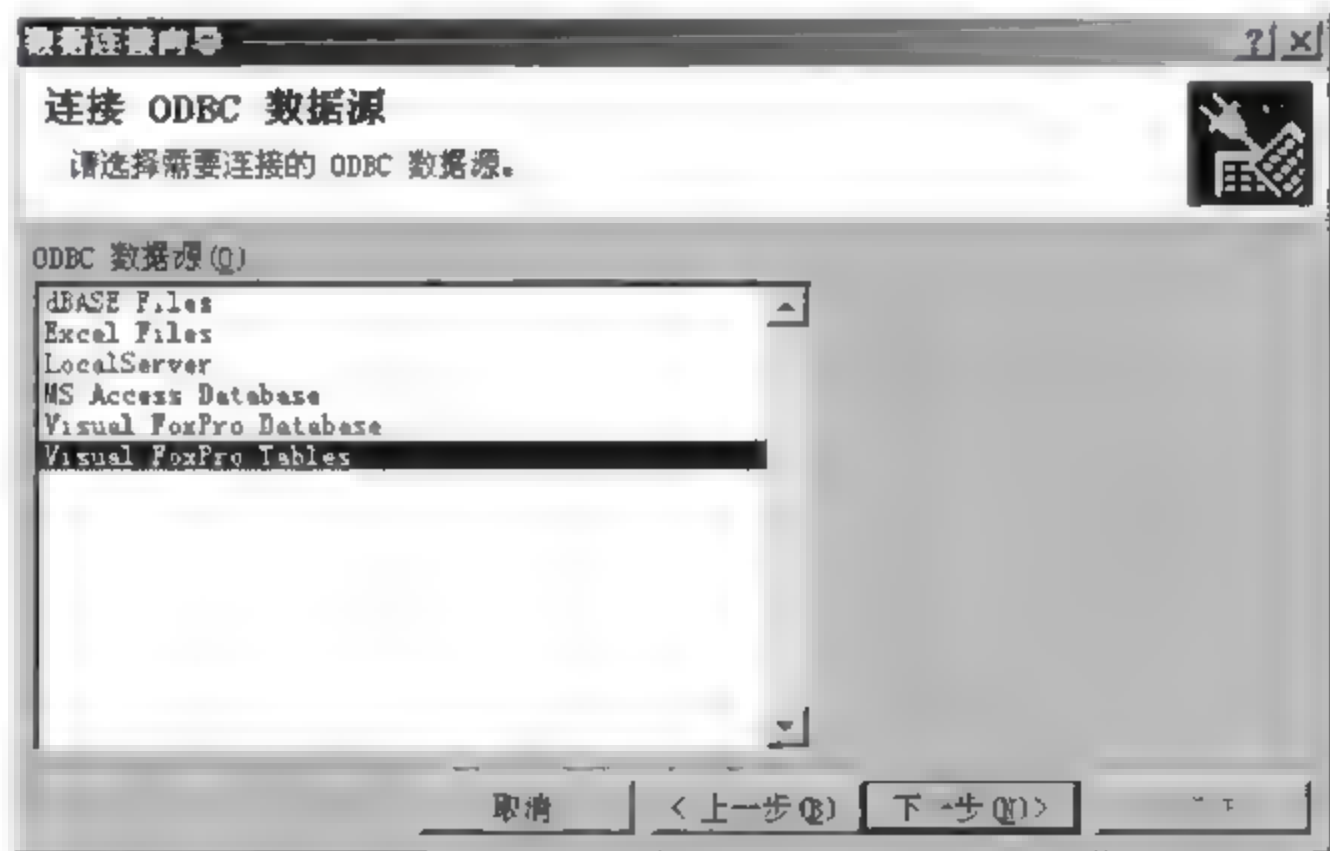 数据连接向导
连接 ODBC 数据源
请选择需要连接的 ODBC 数据源。
ODBC 数据源(O)
dBASE Files
Excel Files
LocalServer
MS Access Database
Visual FoxPro Database
Visual FoxPro Tables
取消 < 上一步(B) 下一步(N)>